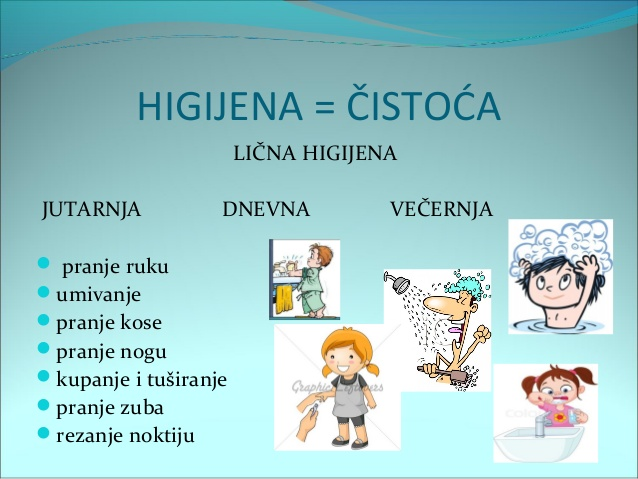 HIGIJENA = ČISTOĆA
LIČNA HIGIJENA
JUTARNJA DNEVNA VEČERNJA
pranje ruku
umivanje
pranje kose
pranje nogu
kupanje i tuširanje
pranje zuba
rezanje noktiju